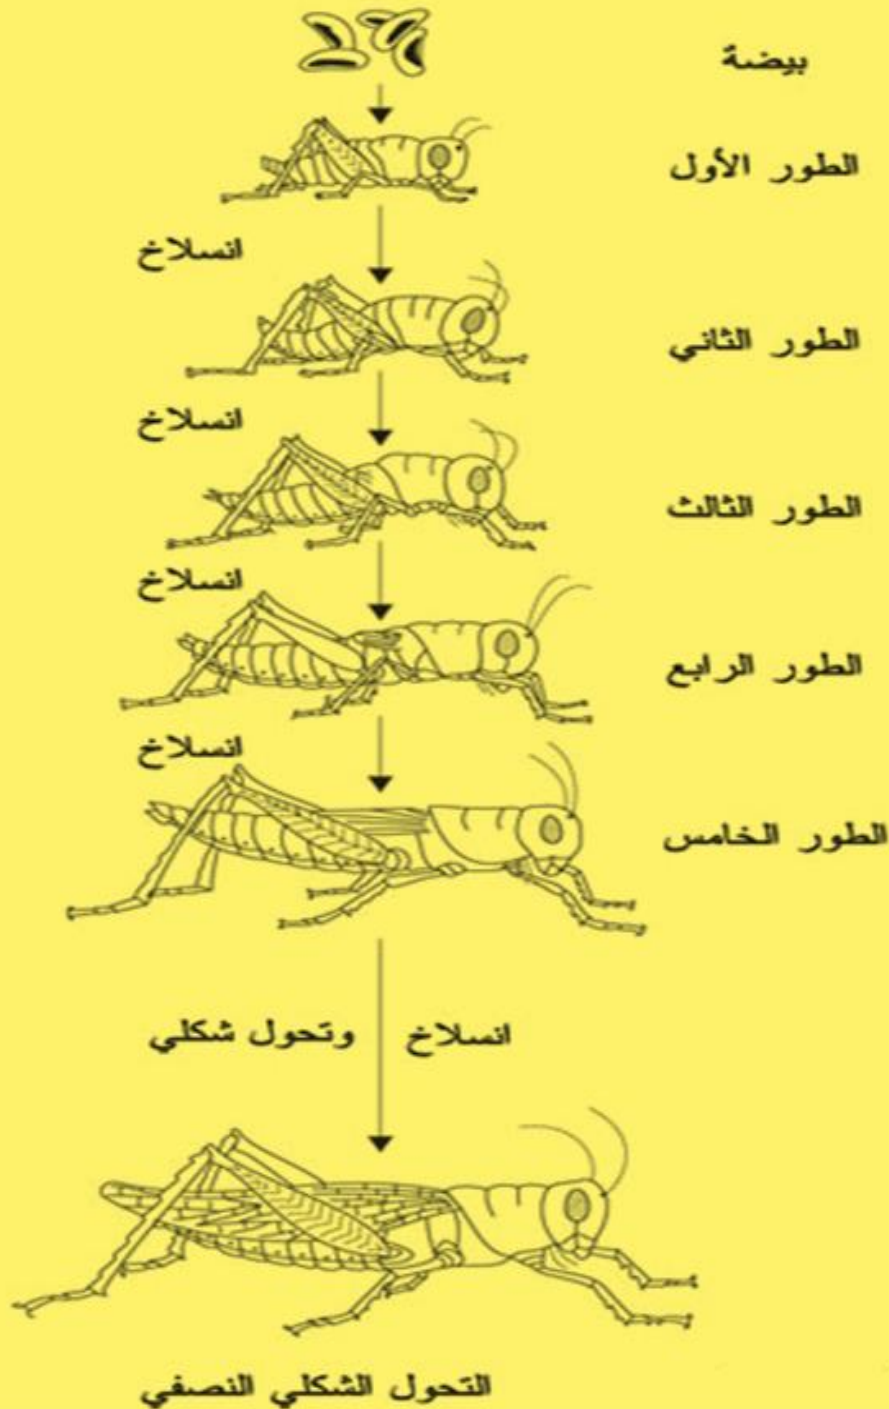 بيضة
الطور الأول
انسلاخ
الطور الثاني
انسلاخ
الطور الثالث
انسلاخ
الطور الرابع
انسلاخ
الطور الخامس
انسلاخ وتحول شكلي
التحول الشكلي النصفي